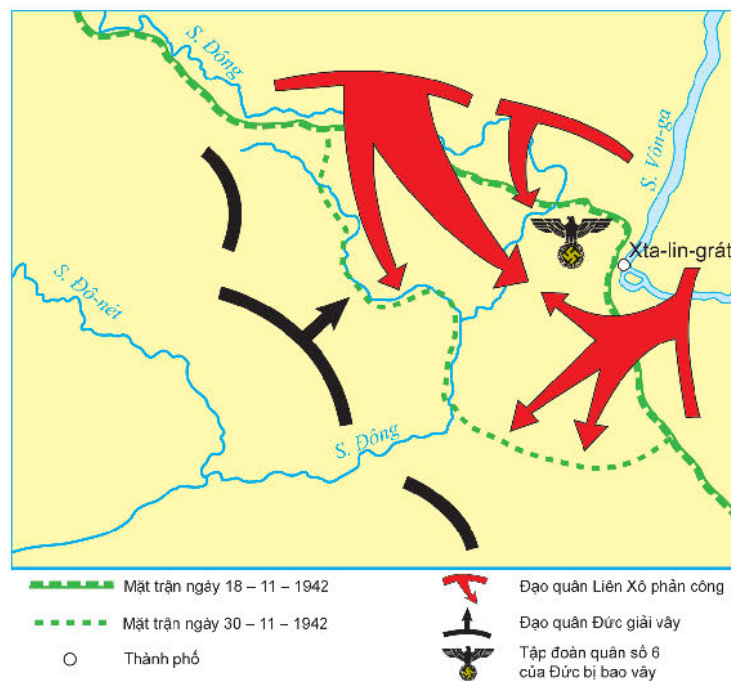 S. Đông
S. Vôn-ga
Xta-lin-grát
S. Đô-nét
S. Đông
Mặt trận ngày 18 – 11 – 1942
Mặt trận ngày 30 – 11 – 1942
Thành phố
Đạo quân Liên Xô phản công
Đạo quân Đức giải vây
Tập đoàn quân số 6
của Đức bị bao vây